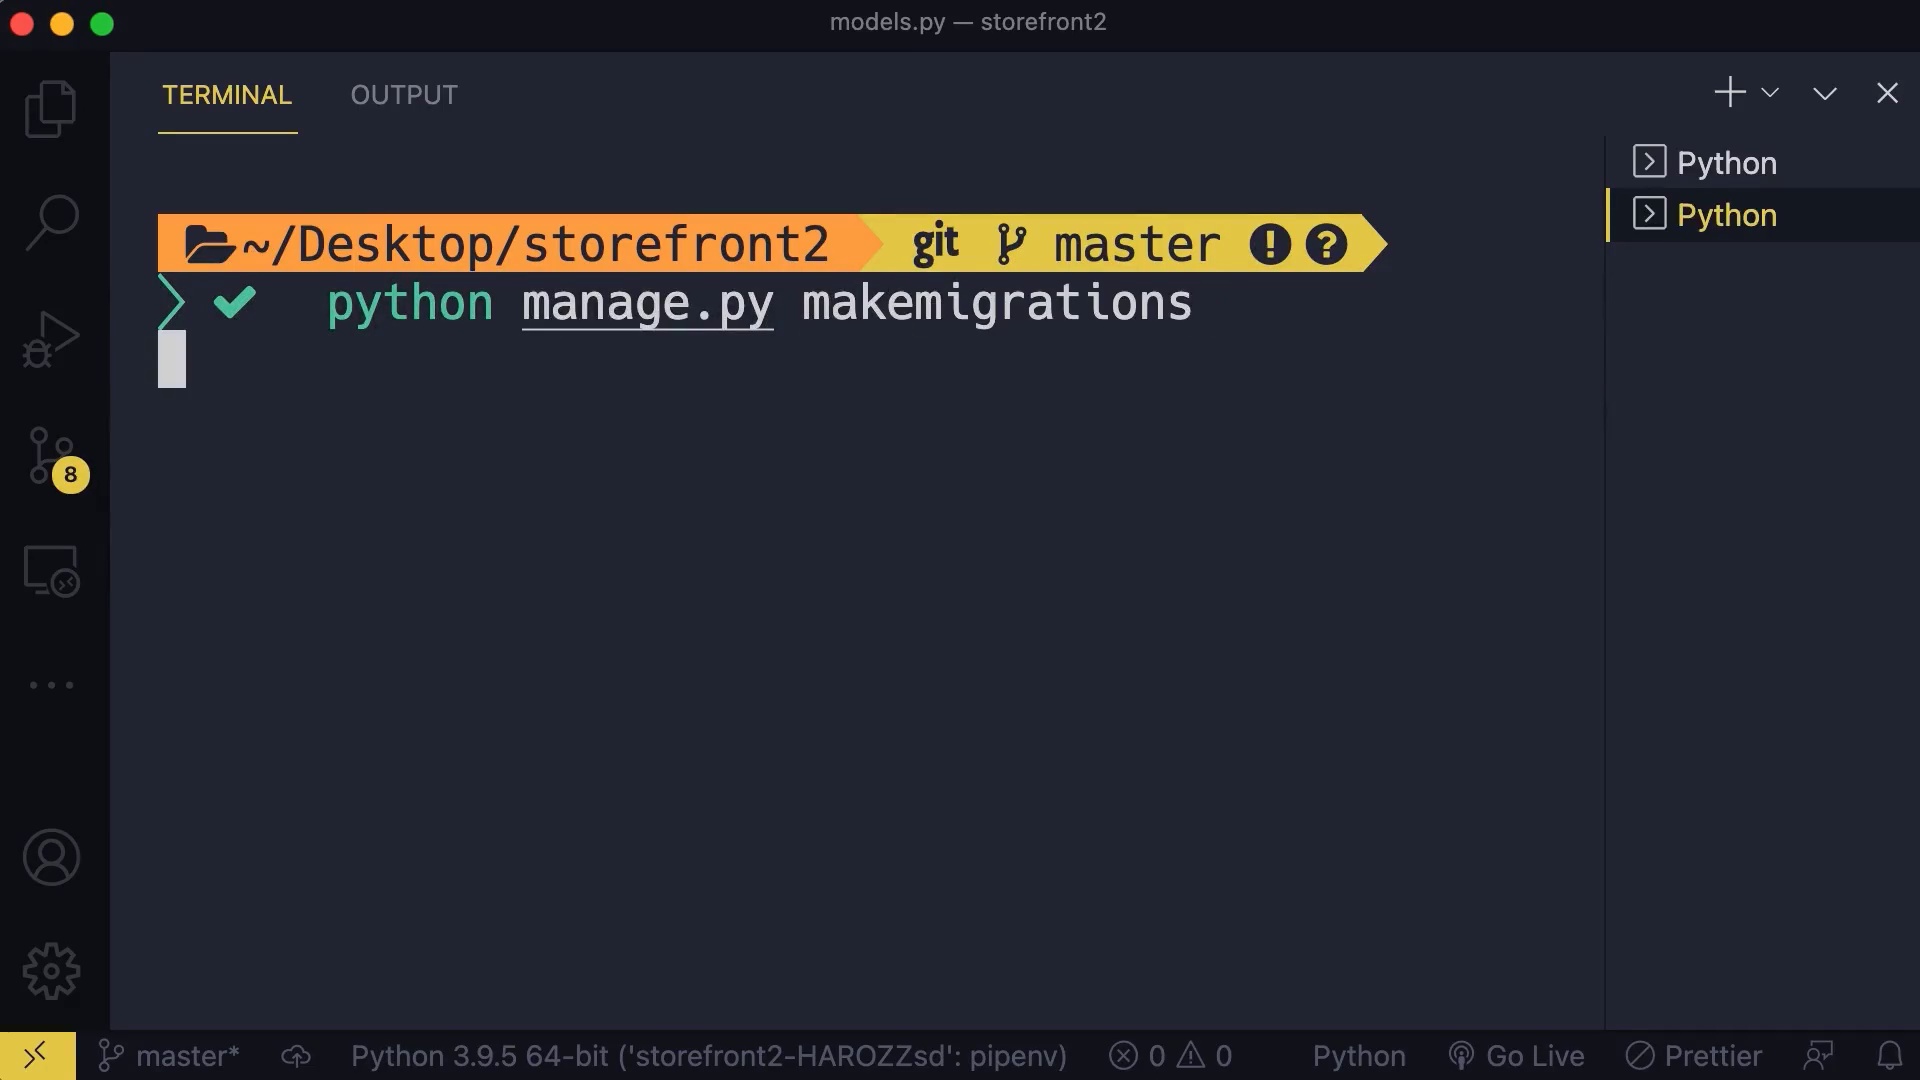 models.py — storefront2
TERMINAL OUTPUT
Python
Python
~/Desktop/storefront2 git master
python manage.py makemigrations
8
master* Python 3.9.5 64-bit ('storefront2-HAROZZsd': pipenv) 0 0 Python Go Live Prettier